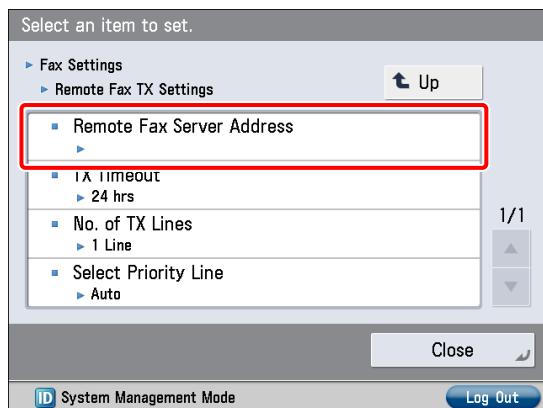 Select an item to set.
Fax Settings
Remote Fax TX Settings
Up
Remote Fax Server Address
TX Timeout
24 hrs
No. of TX Lines
1 Line
Select Priority Line
Auto
1/1
Close
ID System Management Mode
Log Out